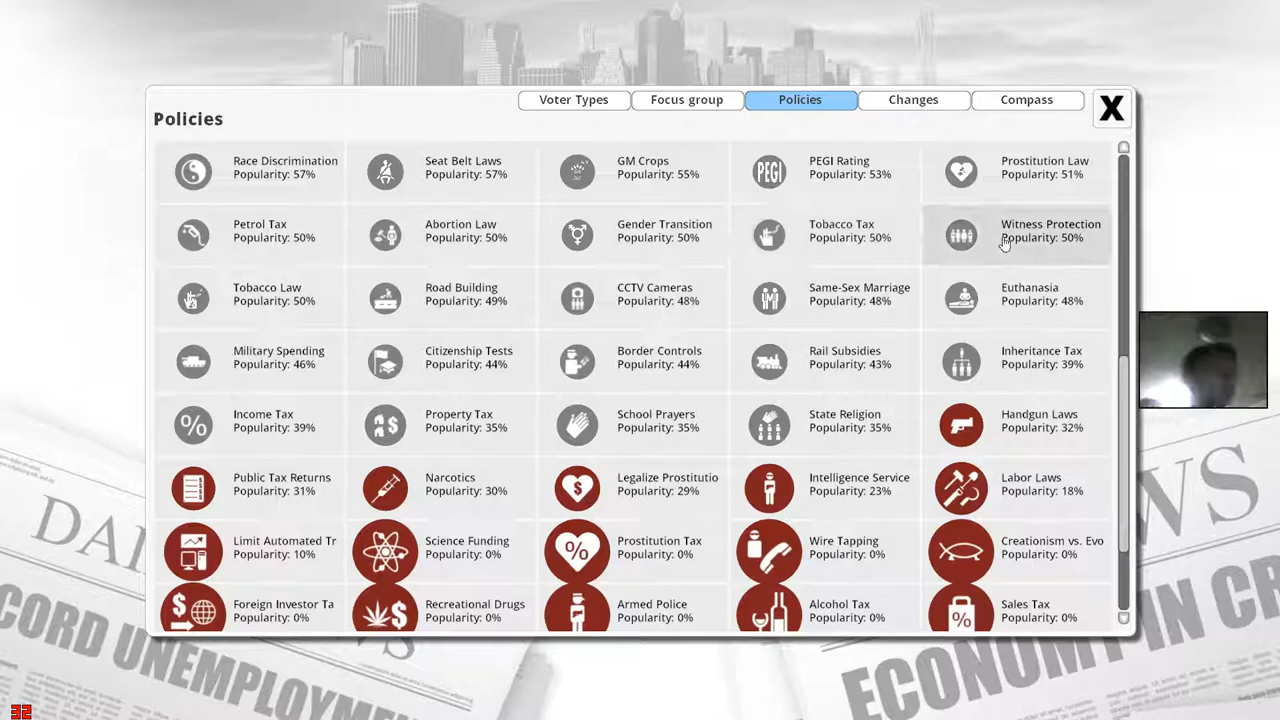 Voter Types
Focus group
Policies
Changes
Compass
X
Policies
Race Discrimination
Popularity: 57%
Seat Belt Laws
Popularity: 57%
GM Crops
Popularity: 55%
PEGI
PEGI Rating
Popularity: 53%
Prostitution Law
Popularity: 51%
Petrol Tax
Popularity: 50%
Abortion Law
Popularity: 50%
Gender Transition
Popularity: 50%
Tobacco Tax
Popularity: 50%
Witness Protection
Popularity: 50%
Tobacco Law
Popularity: 50%
Road Building
Popularity: 49%
CCTV Cameras
Popularity: 48%
Same-Sex Marriage
Popularity: 48%
Euthanasia
Popularity: 48%
Military Spending
Popularity: 46%
Citizenship Tests
Popularity: 44%
Border Controls
Popularity: 44%
Rail Subsidies
Popularity: 43%
Inheritance Tax
Popularity: 39%
Income Tax
Popularity: 39%
Property Tax
Popularity: 35%
School Prayers
Popularity: 35%
State Religion
Popularity: 35%
Handgun Laws
Popularity: 32%
Public Tax Returns
Popularity: 31%
Narcotics
Popularity: 30%
Legalize Prostitutio
Popularity: 29%
Intelligence Service
Popularity: 23%
Labor Laws
Popularity: 18%
Limit Automated Tr
Popularity: 10%
Science Funding
Popularity: 0%
Prostitution Tax
Popularity: 0%
Wire Tapping
Popularity: 0%
Creationism vs. Evo
Popularity: 0%
Foreign Investor Ta
Popularity: 0%
Recreational Drugs
Popularity: 0%
Armed Police
Popularity: 0%
Alcohol Tax
Popularity: 0%
Sales Tax
Popularity: 0%
DAI
WS
CORD UNEMPLOYME
ECONOMY IN CR
32